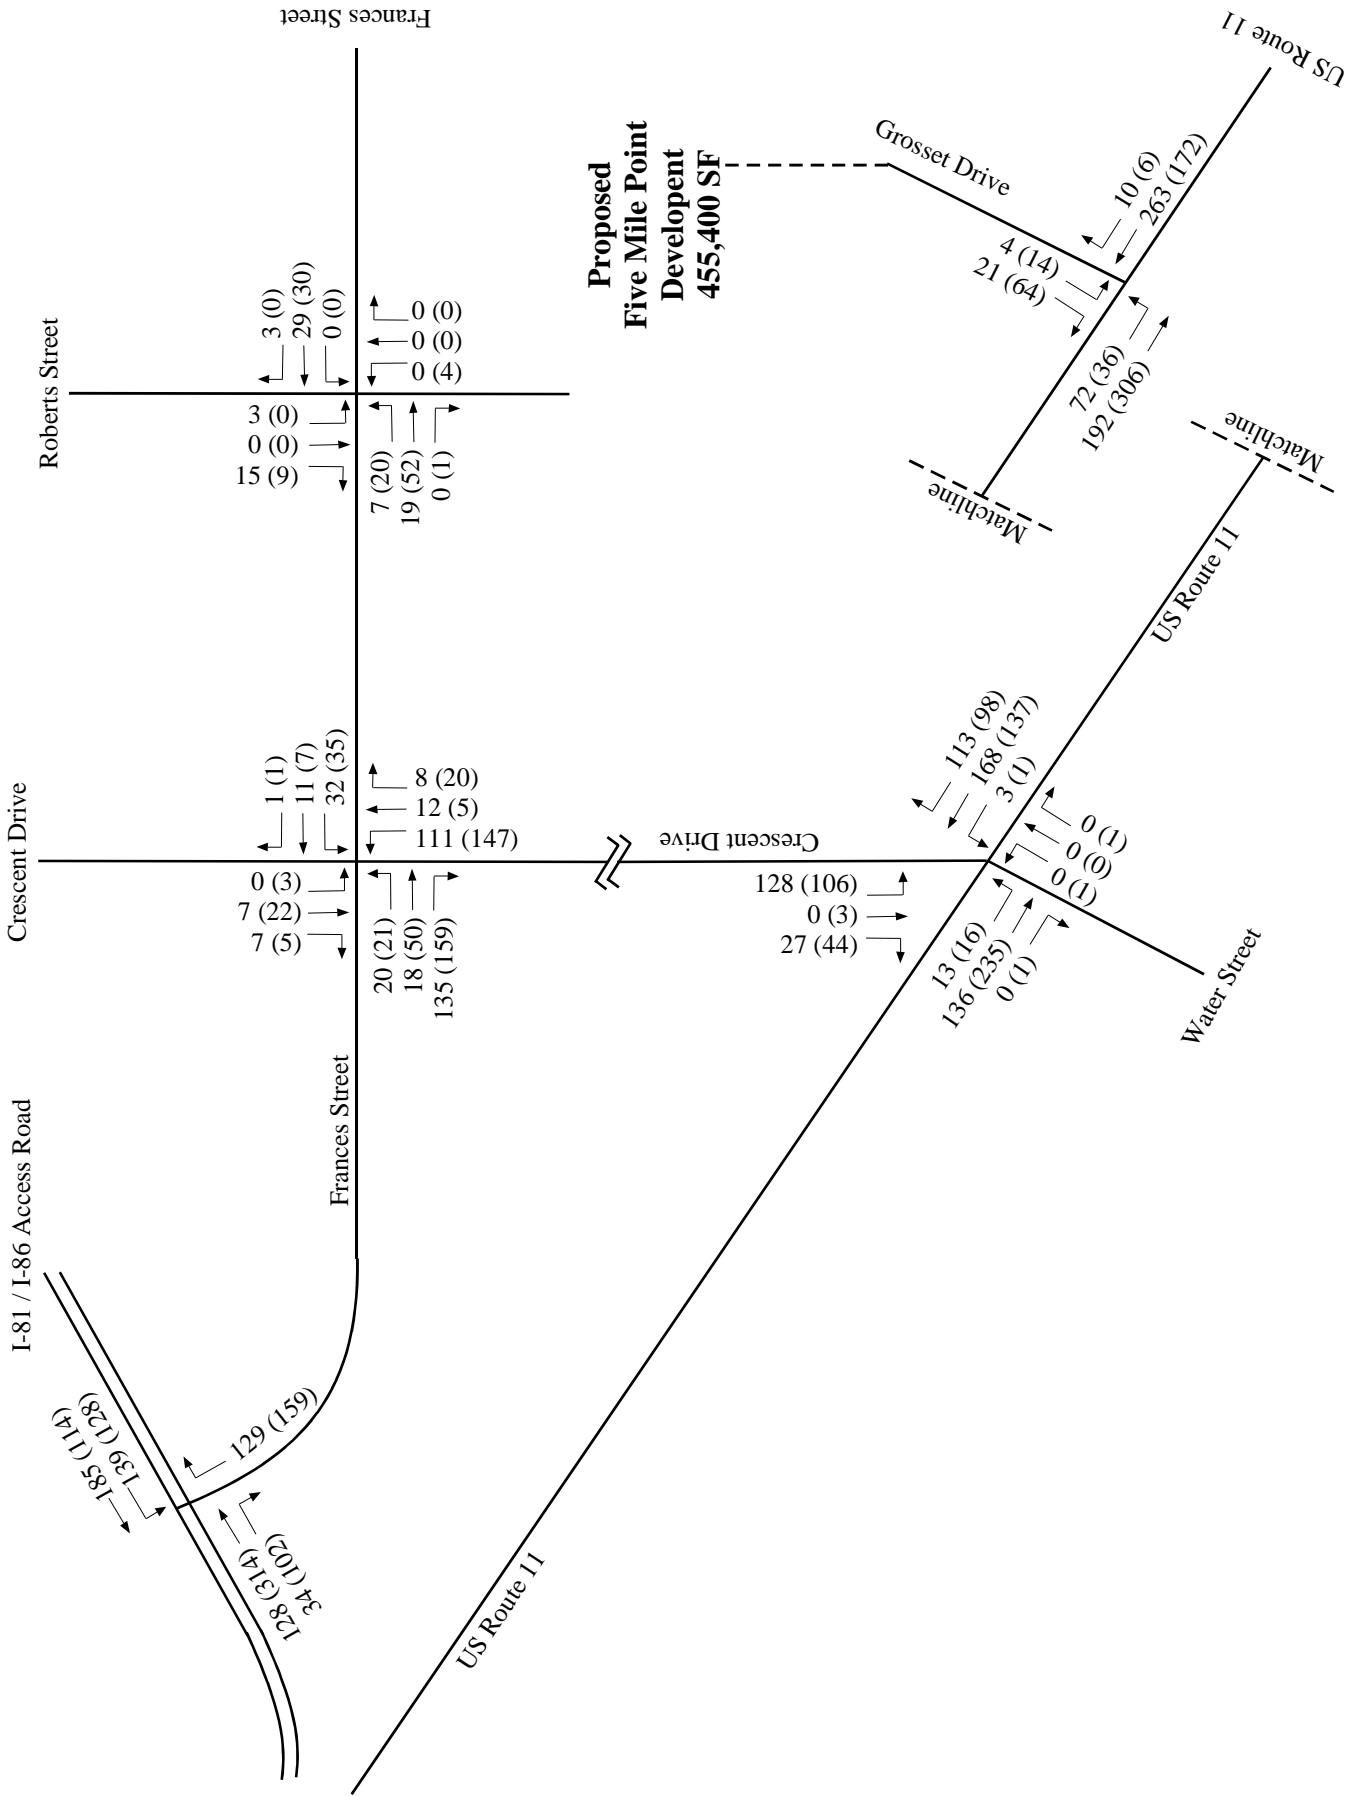 Frances Street
US Route 11
Grosset Drive
Proposed
Five Mile Point
Developent
455,400 SF
10 (6)
263 (172)
4 (14)
21 (64)
72 (36)
192 (306)
Matchline
Matchline
Roberts Street
3 (0)
29 (30)
0 (0)
0 (0)
0 (0)
0 (4)
3 (0)
0 (0)
15 (9)
7 (20)
19 (52)
0 (1)
US Route 11
Crescent Drive
1 (1)
11 (7)
32 (35)
8 (20)
12 (5)
111 (147)
0 (3)
7 (22)
7 (5)
20 (21)
18 (50)
135 (159)
Crescent Drive
113 (98)
168 (137)
3 (1)
0 (1)
0 (0)
0 (1)
128 (106)
0 (3)
27 (44)
13 (16)
136 (235)
0 (1)
Water Street
Frances Street
I-81 / I-86 Access Road
185 (114)
139 (128)
129 (159)
128 (314)
34 (102)
US Route 11